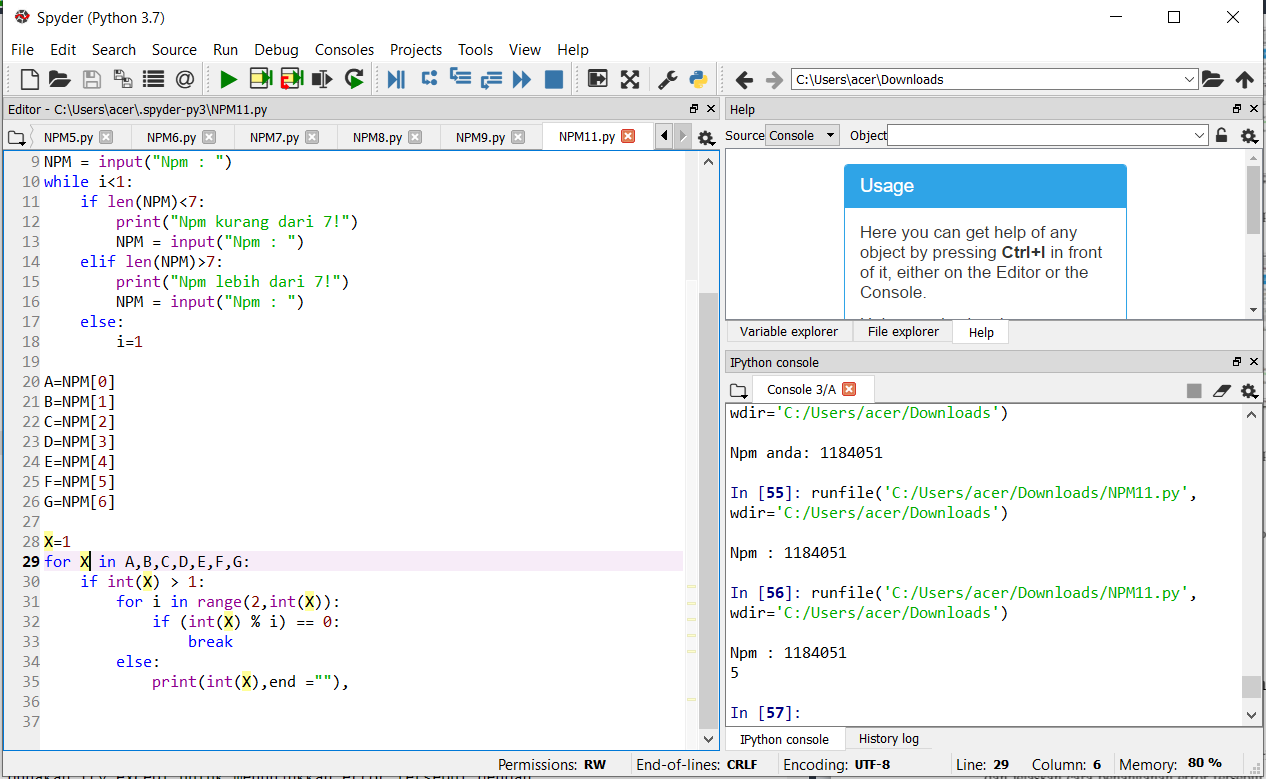 Spyder (Python 3.7)
File Edit Search Source Run Debug Consoles Projects Tools View Help
C:\Users\acer\Downloads
Editor - C:\Users\acer\.spyder-py3\NPM11.py
NPM5.py NPM6.py NPM7.py NPM8.py NPM9.py NPM11.py
9 NPM = input("Npm : ")
10 while i<1:
11 if len(NPM)<7:
12 print("Npm kurang dari 7!")
13 NPM = input("Npm : ")
14 elif len(NPM)>7:
15 print("Npm lebih dari 7!")
16 NPM = input("Npm : ")
17 else:
18 i=1
19
20 A=NPM[0]
21 B=NPM[1]
22 C=NPM[2]
23 D=NPM[3]
24 E=NPM[4]
25 F=NPM[5]
26 G=NPM[6]
27
28 X=1
29 for X in A,B,C,D,E,F,G:
30 if int(X) > 1:
31 for i in range(2,int(X)):
32 if (int(X) % i) == 0:
33 break
34 else:
35 print(int(X),end =""),
36
37
Help
Source Console Object
Usage
Here you can get help of any
object by pressing Ctrl+I in front
of it, either on the Editor or the
Console.
Variable explorer File explorer Help
IPython console
Console 3/A
wdir='C:/Users/acer/Downloads')
Npm anda: 1184051
In [55]: runfile('C:/Users/acer/Downloads/NPM11.py',
wdir='C:/Users/acer/Downloads')
Npm : 1184051
In [56]: runfile('C:/Users/acer/Downloads/NPM11.py',
wdir='C:/Users/acer/Downloads')
Npm : 1184051
5
In [57]:
IPython console History log
Permissions: RW End-of-lines: CRLF Encoding: UTF-8 Line: 29 Column: 6 Memory: 80 %